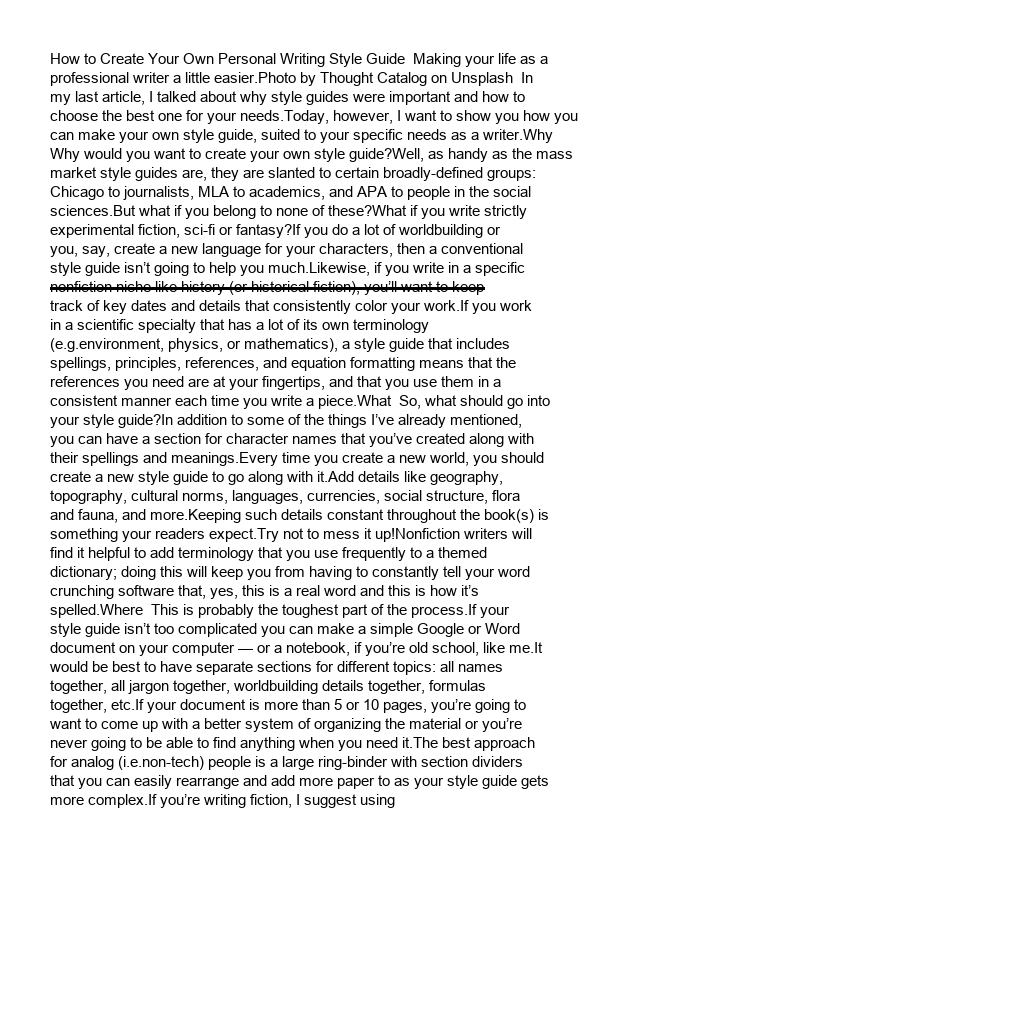 How to Create Your Own Personal Writing Style Guide  Making your life as a
professional writer a little easier.Photo by Thought Catalog on Unsplash  In
my last article, I talked about why style guides were important and how to
choose the best one for your needs.Today, however, I want to show you how you
can make your own style guide, suited to your specific needs as a writer.Why
Why would you want to create your own style guide?Well, as handy as the mass
market style guides are, they are slanted to certain broadly-defined groups:
Chicago to journalists, MLA to academics, and APA to people in the social
sciences.But what if you belong to none of these?What if you write strictly
experimental fiction, sci-fi or fantasy?If you do a lot of worldbuilding or
you, say, create a new language for your characters, then a conventional
style guide isn’t going to help you much.Likewise, if you write in a specific
nonfiction niche like history (or historical fiction), you’ll want to keep
track of key dates and details that consistently color your work.If you work
in a scientific specialty that has a lot of its own terminology
(e.g.environment, physics, or mathematics), a style guide that includes
spellings, principles, references, and equation formatting means that the
references you need are at your fingertips, and that you use them in a
consistent manner each time you write a piece.What  So, what should go into
your style guide?In addition to some of the things I’ve already mentioned,
you can have a section for character names that you’ve created along with
their spellings and meanings.Every time you create a new world, you should
create a new style guide to go along with it.Add details like geography,
topography, cultural norms, languages, currencies, social structure, flora
and fauna, and more.Keeping such details constant throughout the book(s) is
something your readers expect.Try not to mess it up!Nonfiction writers will
find it helpful to add terminology that you use frequently to a themed
dictionary; doing this will keep you from having to constantly tell your word
crunching software that, yes, this is a real word and this is how it’s
spelled.Where  This is probably the toughest part of the process.If your
style guide isn’t too complicated you can make a simple Google or Word
document on your computer — or a notebook, if you’re old school, like me.It
would be best to have separate sections for different topics: all names
together, all jargon together, worldbuilding details together, formulas
together, etc.If your document is more than 5 or 10 pages, you’re going to
want to come up with a better system of organizing the material or you’re
never going to be able to find anything when you need it.The best approach
for analog (i.e.non-tech) people is a large ring-binder with section dividers
that you can easily rearrange and add more paper to as your style guide gets
more complex.If you’re writing fiction, I suggest using